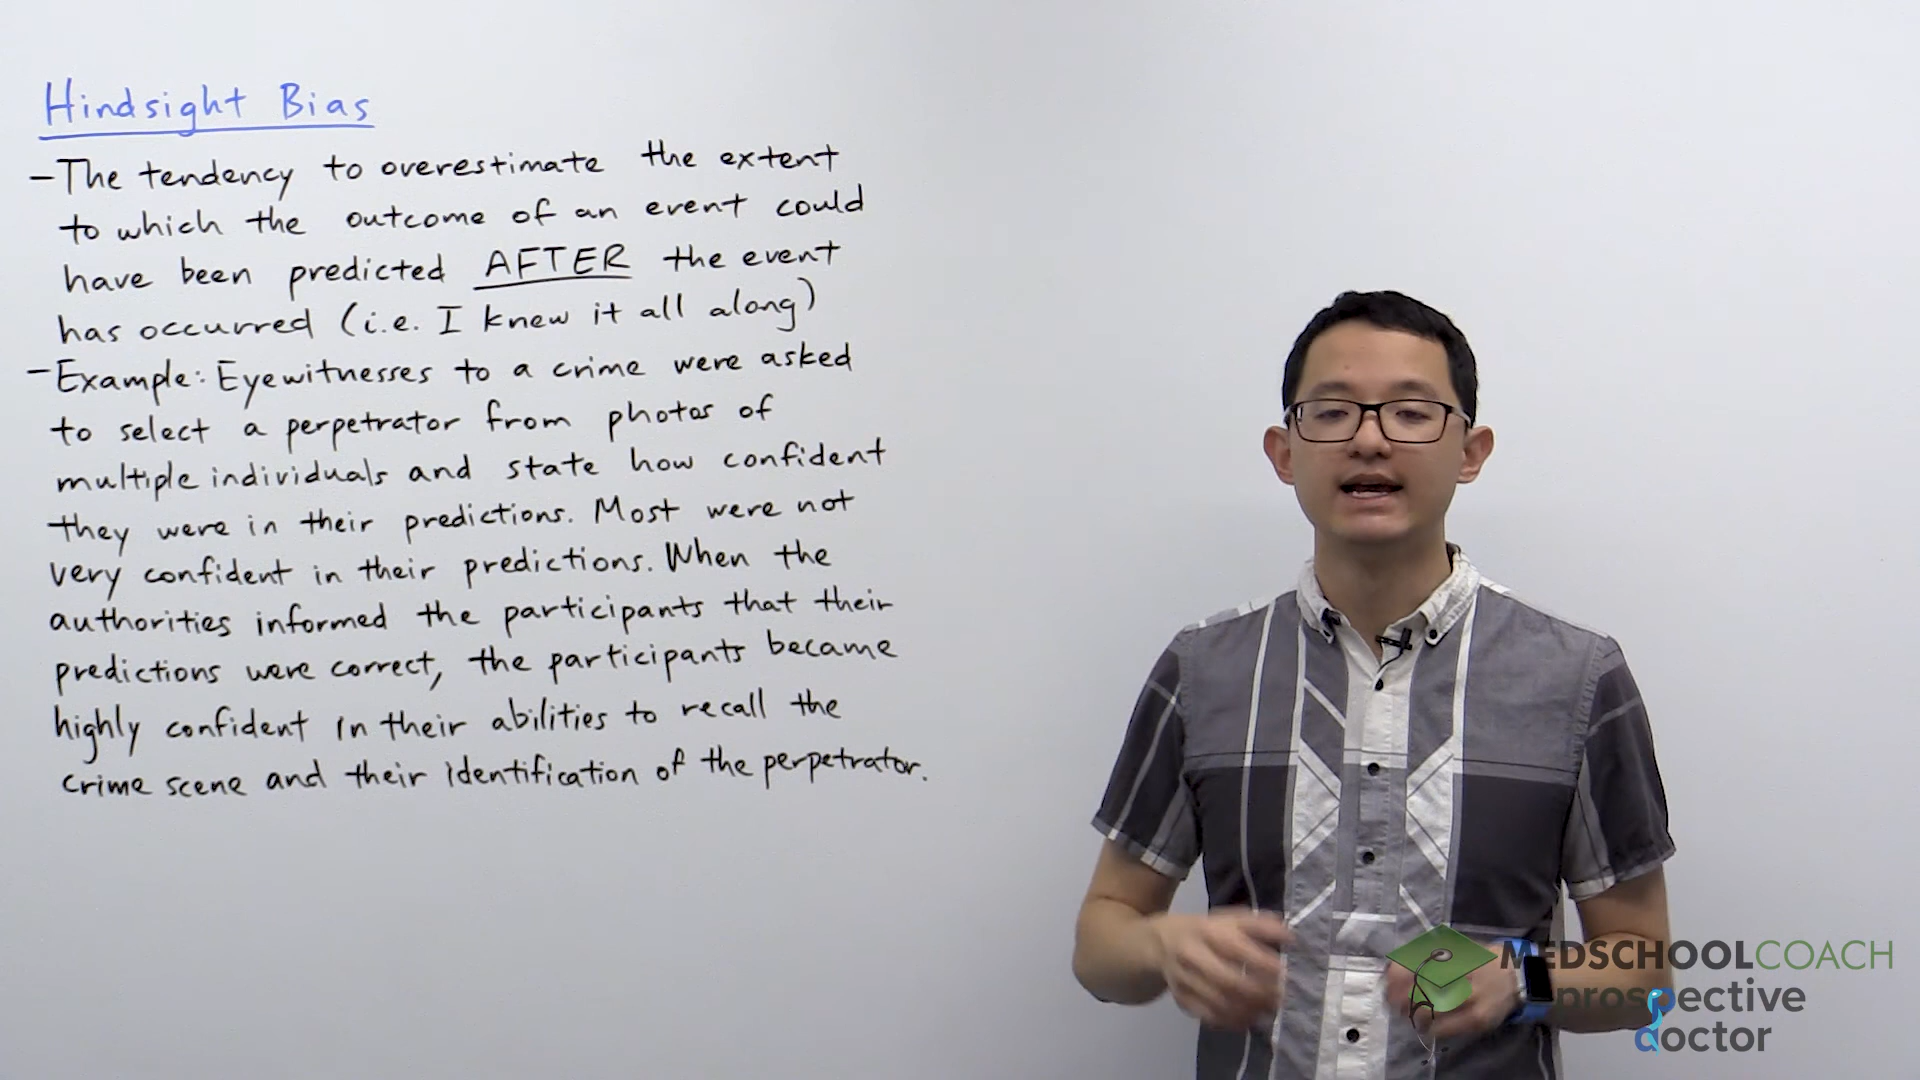 Hindsight Bias
- The tendency to overestimate the extent
to which the outcome of an event could
have been predicted AFTER the event
has occurred (i.e. I knew it all along)
- Example: Eyewitnesses to a crime were asked
to select a perpetrator from photos of
multiple individuals and state how confident
they were in their predictions. Most were not
very confident in their predictions. When the
authorities informed the participants that their
predictions were correct, the participants became
highly confident in their abilities to recall the
crime scene and their identification of the perpetrator.
MEDSCHOOLCOACH
prospective
doctor